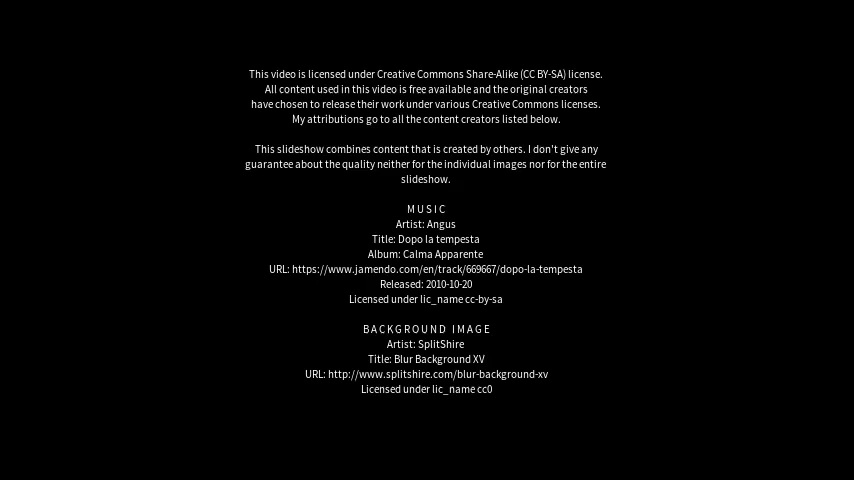 This video is licensed under Creative Commons Share-Alike (CC BY-SA) license.
All content used in this video is free available and the original creators
have chosen to release their work under various Creative Commons licenses.
My attributions go to all the content creators listed below.
This slideshow combines content that is created by others. I don't give any
guarantee about the quality neither for the individual images nor for the entire
slideshow.
MUSIC
Artist: Angus
Title: Dopo la tempesta
Album: Calma Apparente
URL: https://www.jamendo.com/en/track/669667/dopo-la-tempesta
Released: 2010-10-20
Licensed under lic_name cc-by-sa
BACKGROUND IMAGE
Artist: SplitShire
Title: Blur Background XV
URL: http://www.splitshire.com/blur-background-xv
Licensed under lic_name cc0